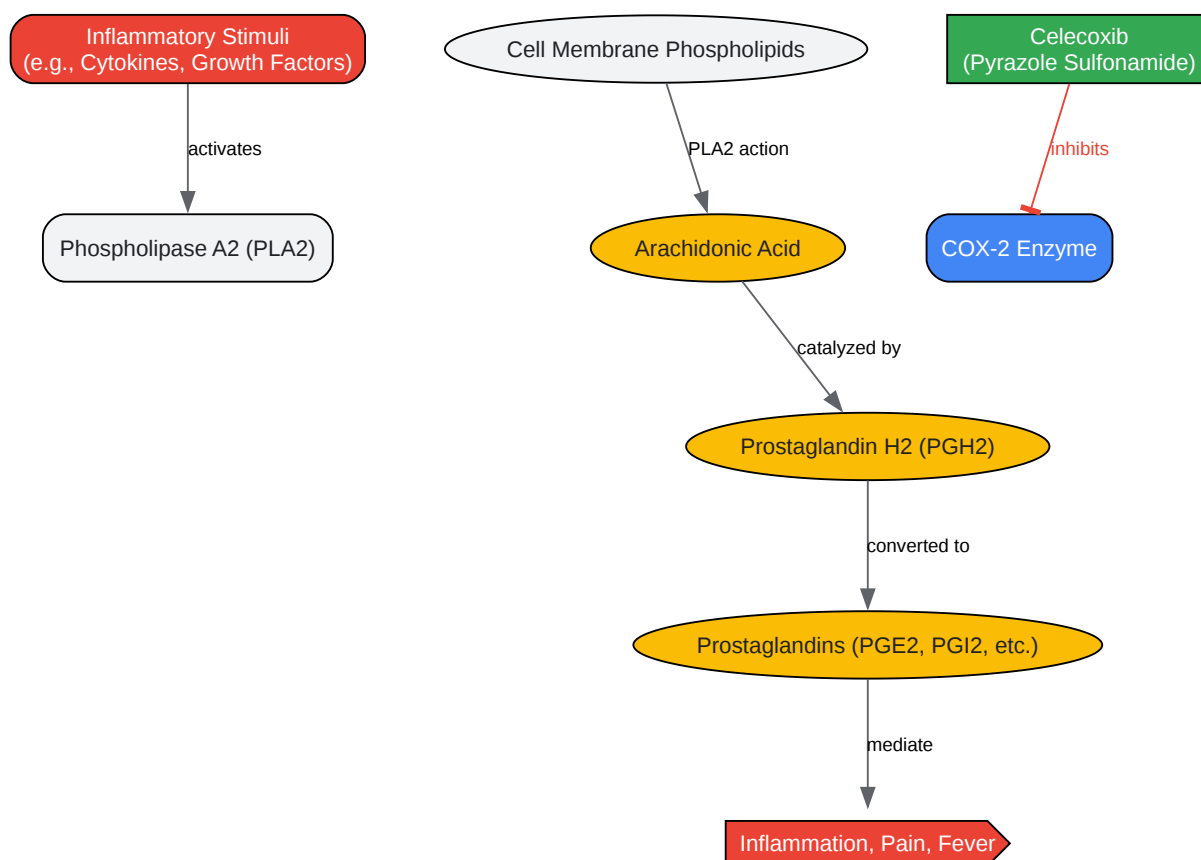 Inflammatory Stimuli
(e.g., Cytokines, Growth Factors)
Cell Membrane Phospholipids
Celecoxib
(Pyrazole Sulfonamide)
activates
PLA2 action
inhibits
Phospholipase A2 (PLA2)
Arachidonic Acid
COX-2 Enzyme
catalyzed by
Prostaglandin H2 (PGH2)
converted to
Prostaglandins (PGE2, PGI2, etc.)
mediate
Inflammation, Pain, Fever